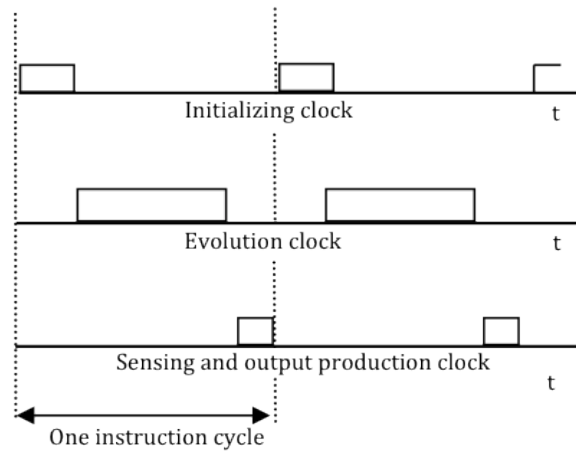 Initializing clock
t
Evolution clock
t
Sensing and output production clock
t
One instruction cycle